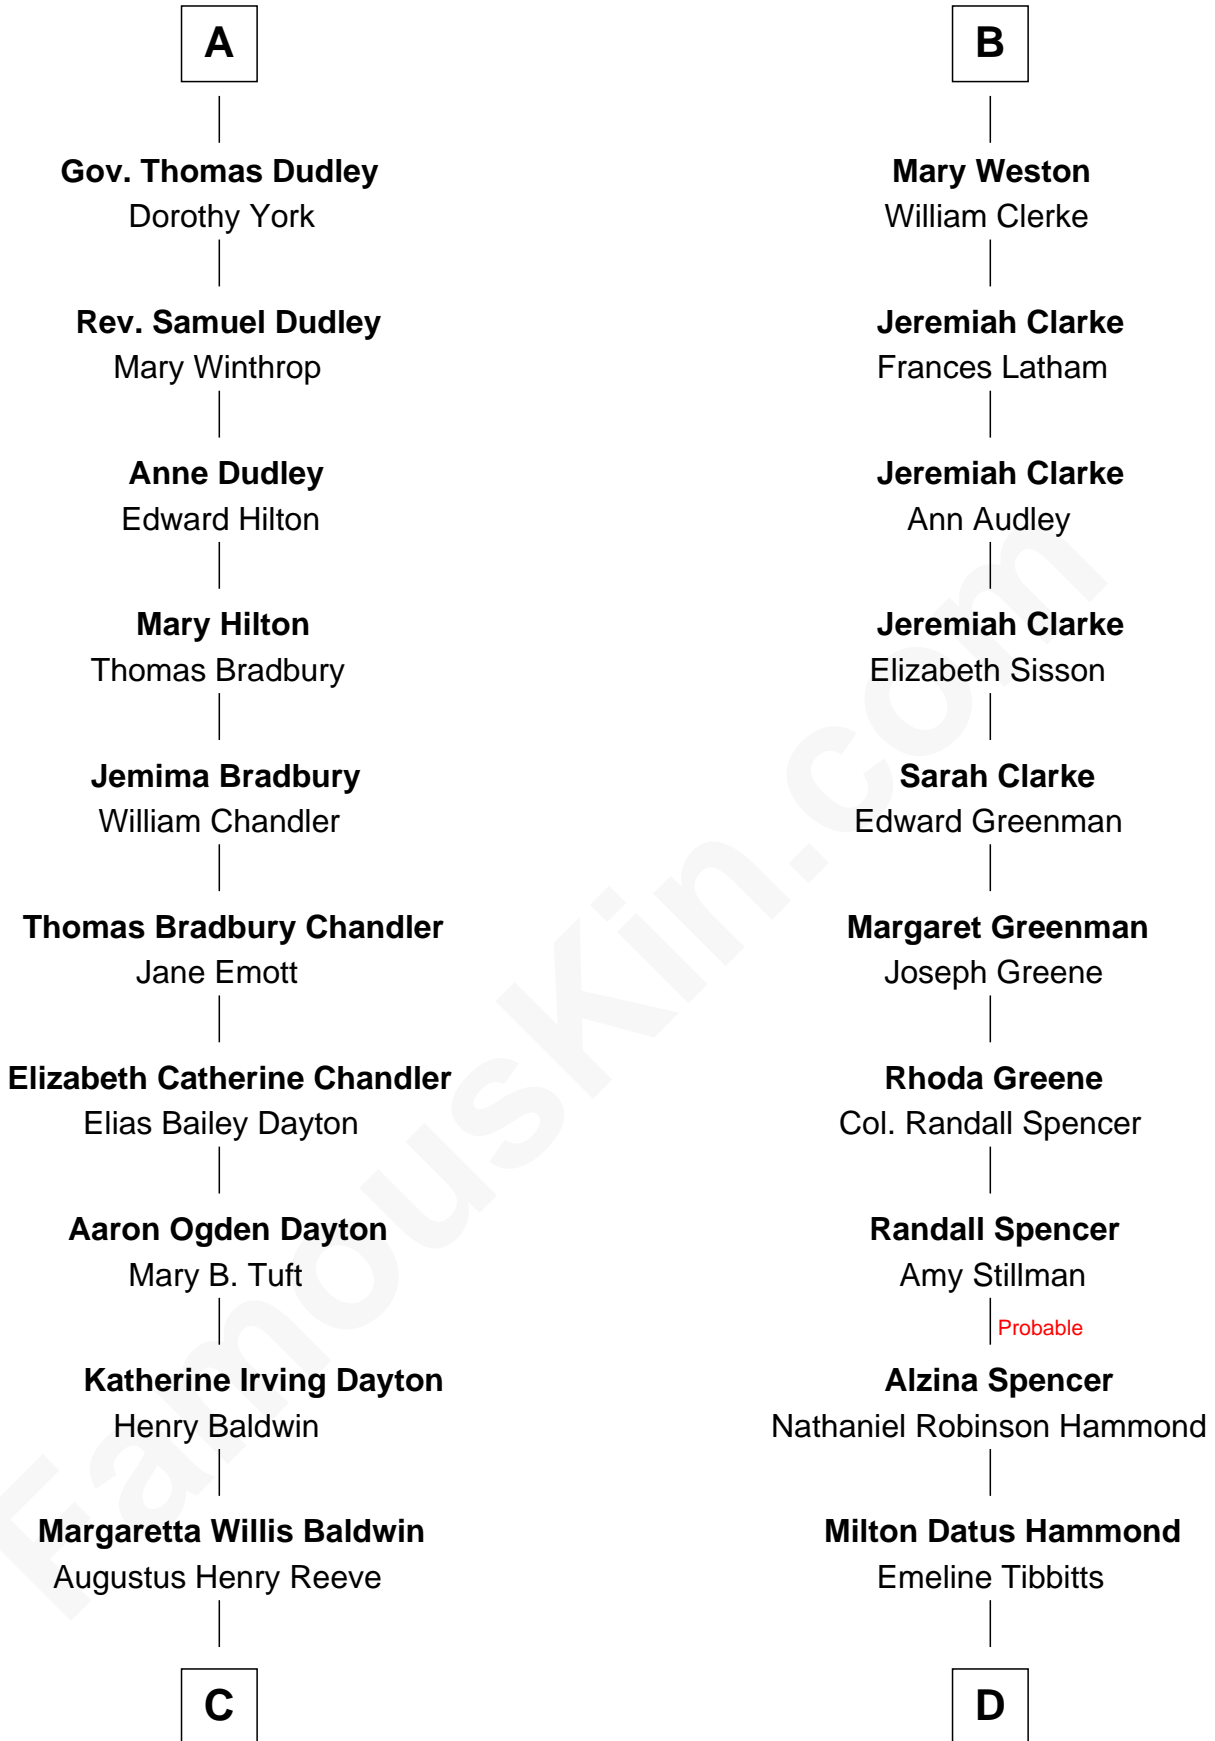 A
Gov. Thomas Dudley
Dorothy York
Rev. Samuel Dudley
Mary Winthrop
Anne Dudley
Edward Hilton
Mary Hilton
Thomas Bradbury
Jemima Bradbury
William Chandler
Thomas Bradbury Chandler
Jane Emott
Elizabeth Catherine Chandler
Elias Bailey Dayton
Aaron Ogden Dayton
Mary B. Tuft
Katherine Irving Dayton
Henry Baldwin
Margaretta Willis Baldwin
Augustus Henry Reeve
C
B
Mary Weston
William Clerke
Jeremiah Clarke
Frances Latham
Jeremiah Clarke
Ann Audley
Jeremiah Clarke
Elizabeth Sisson
Sarah Clarke
Edward Greenman
Margaret Greenman
Joseph Greene
Rhoda Greene
Col. Randall Spencer
Randall Spencer
Amy Stillman
Probable
Alzina Spencer
Nathaniel Robinson Hammond
Milton Datus Hammond
Emeline Tibbitts
D
FamousKin.com